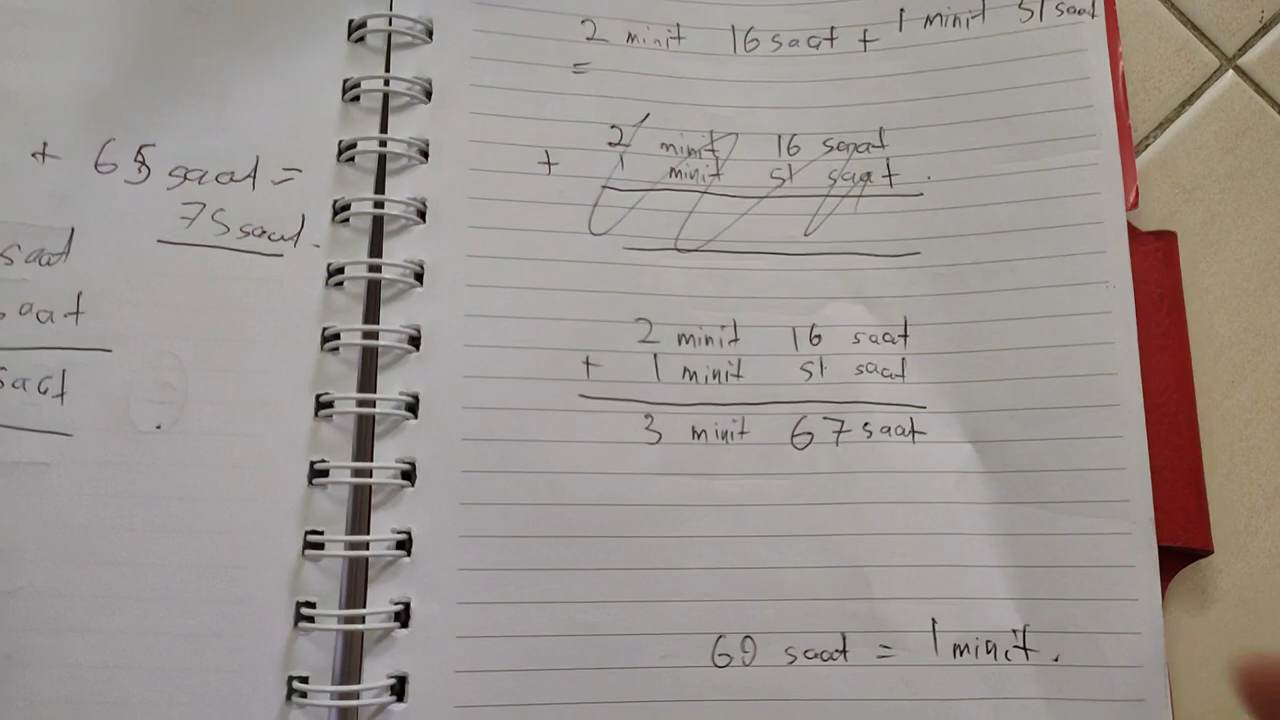 + 65 saat =
75 saat.
saat
saat
saat
2 minit 16 saat + 1 minit 51 saat
=
2 minit 16 saat
+ 1 minit 51 saat.
2 minit 16 saat
+ 1 minit 51 saat
3 minit 67 saat
60 saat = 1 minit.